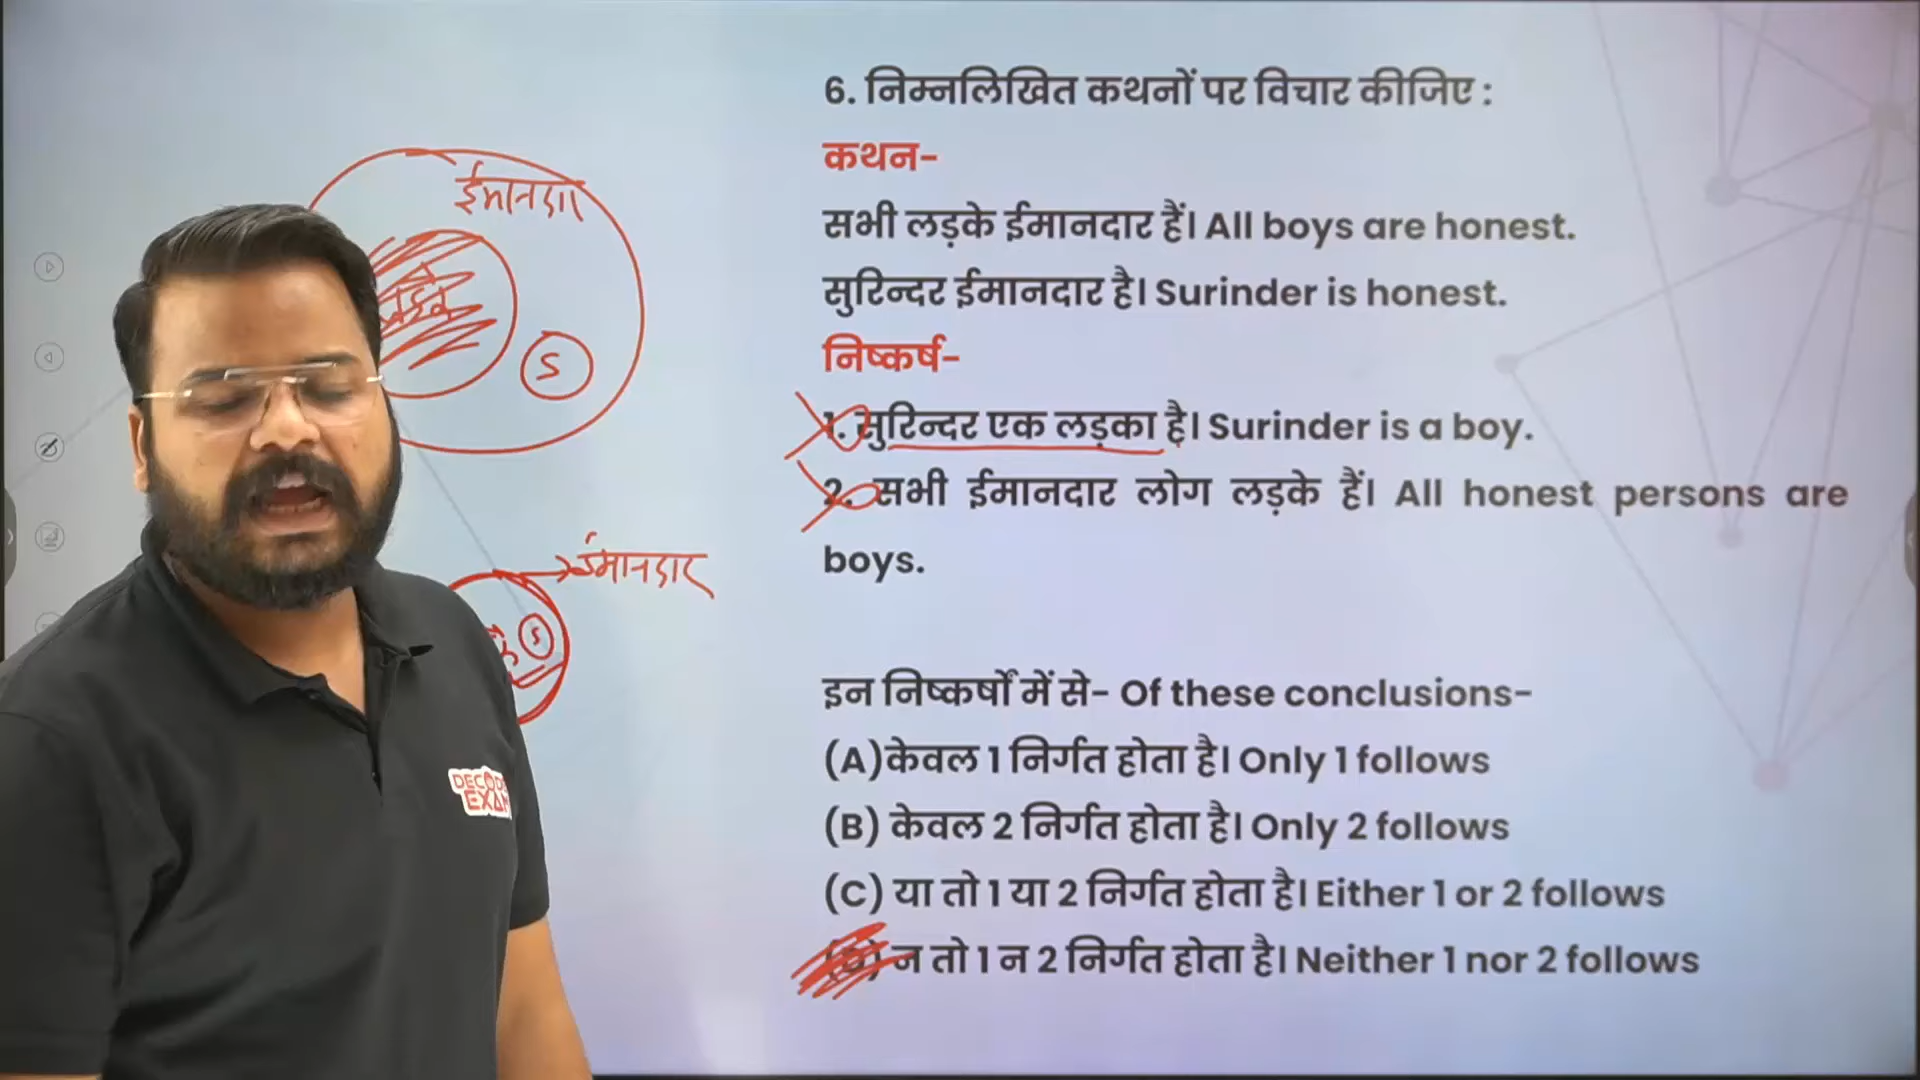 6. निम्नलिखित कथनों पर विचार कीजिए :
कथन-
सभी लड़के ईमानदार हैं। All boys are honest.
सुरिन्दर ईमानदार है। Surinder is honest.
निष्कर्ष-
1. सुरिन्दर एक लड़का है। Surinder is a boy.
2. सभी ईमानदार लोग लड़के हैं। All honest persons are
boys.
इन निष्कर्षों में से- Of these conclusions-
(A)केवल 1 निर्गत होता है। Only 1 follows
(B) केवल 2 निर्गत होता है। Only 2 follows
(C) या तो 1 या 2 निर्गत होता है। Either 1 or 2 follows
(D) न तो 1 न 2 निर्गत होता है। Neither 1 nor 2 follows
ईमानदार
S
ईमानदार
S
DECODE
EXAM